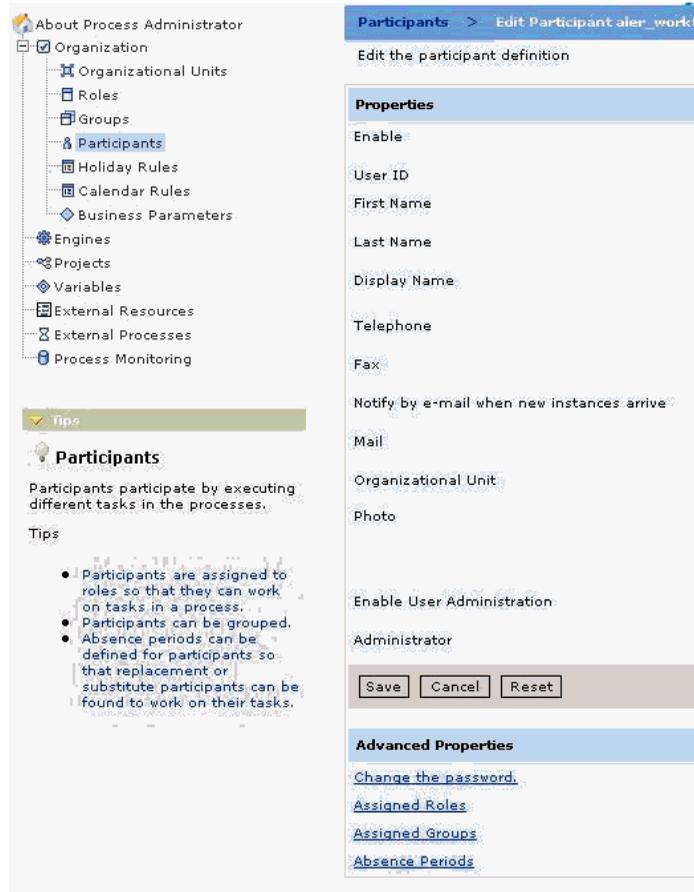 About Process Administrator
Organization
Organizational Units
Roles
Groups
Participants
Holiday Rules
Calendar Rules
Business Parameters
Engines
Projects
Variables
External Resources
External Processes
Process Monitoring
Tips
Participants
Participants participate by executing
different tasks in the processes.
Tips
Participants are assigned to
roles so that they can work
on tasks in a process.
Participants can be grouped.
Absence periods can be
defined for participants so
that replacement or
substitute participants can be
found to work on their tasks.
Participants > Edit Participant
Edit the participant definition
Properties
Enable
User ID
First Name
Last Name
Display Name
Telephone
Fax
Notify by e-mail when new instances arrive
Mail
Organizational Unit
Photo
Enable User Administration
Administrator
Save Cancel Reset
Advanced Properties
Change the password.
Assigned Roles
Assigned Groups
Absence Periods